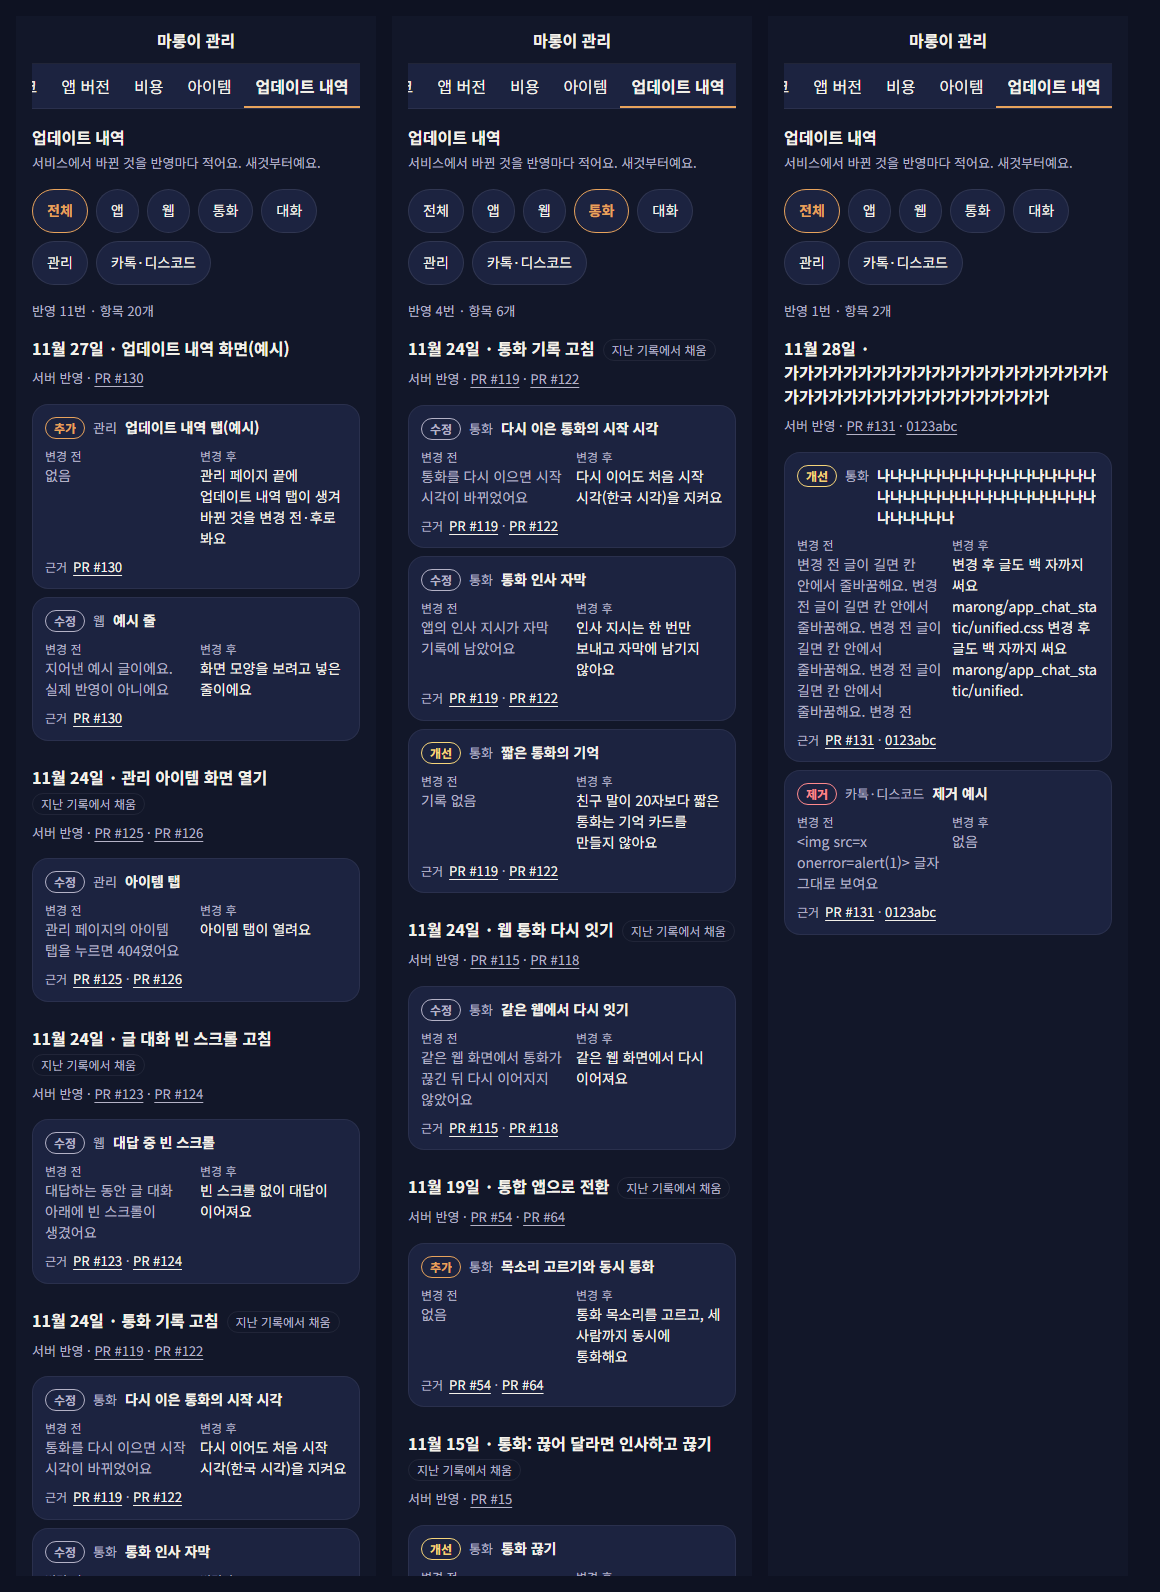 마롱이 관리
앱 버전 비용 아이템 업데이트 내역
업데이트 내역
서비스에서 바뀐 것을 반영마다 적어요. 새것부터예요.
전체 앱 웹 통화 대화
관리 카톡·디스코드
반영 11번 · 항목 20개
11월 27일 · 업데이트 내역 화면(예시)
서버 반영 · PR #130
추가 관리 업데이트 내역 탭(예시)
변경 전
없음
변경 후
관리 페이지 끝에
업데이트 내역 탭이 생겨
바뀐 것을 변경 전·후로
봐요
근거 PR #130
수정 웹 예시 줄
변경 전
지어낸 예시 글이에요.
실제 반영이 아니에요
변경 후
화면 모양을 보려고 넣은
줄이에요
근거 PR #130
11월 24일 · 관리 아이템 화면 열기
지난 기록에서 채움
서버 반영 · PR #125 · PR #126
수정 관리 아이템 탭
변경 전
관리 페이지의 아이템
탭을 누르면 404였어요
변경 후
아이템 탭이 열려요
근거 PR #125 · PR #126
11월 24일 · 글 대화 빈 스크롤 고침
지난 기록에서 채움
서버 반영 · PR #123 · PR #124
수정 웹 대답 중 빈 스크롤
변경 전
대답하는 동안 글 대화
아래에 빈 스크롤이
생겼어요
변경 후
빈 스크롤 없이 대답이
이어져요
근거 PR #123 · PR #124
11월 24일 · 통화 기록 고침 지난 기록에서 채움
서버 반영 · PR #119 · PR #122
수정 통화 다시 이은 통화의 시작 시각
변경 전
통화를 다시 이으면 시작
시각이 바뀌었어요
변경 후
다시 이어도 처음 시작
시각(한국 시각)을 지켜요
근거 PR #119 · PR #122
수정 통화 통화 인사 자막
마롱이 관리
앱 버전 비용 아이템 업데이트 내역
업데이트 내역
서비스에서 바뀐 것을 반영마다 적어요. 새것부터예요.
전체 앱 웹 통화 대화
관리 카톡·디스코드
반영 4번 · 항목 6개
11월 24일 · 통화 기록 고침 지난 기록에서 채움
서버 반영 · PR #119 · PR #122
수정 통화 다시 이은 통화의 시작 시각
변경 전
통화를 다시 이으면 시작
시각이 바뀌었어요
변경 후
다시 이어도 처음 시작
시각(한국 시각)을 지켜요
근거 PR #119 · PR #122
수정 통화 통화 인사 자막
변경 전
앱의 인사 지시가 자막
기록에 남았어요
변경 후
인사 지시는 한 번만
보내고 자막에 남기지
않아요
근거 PR #119 · PR #122
개선 통화 짧은 통화의 기억
변경 전
기록 없음
변경 후
친구 말이 20자보다 짧은
통화는 기억 카드를
만들지 않아요
근거 PR #119 · PR #122
11월 24일 · 웹 통화 다시 잇기 지난 기록에서 채움
서버 반영 · PR #115 · PR #118
수정 통화 같은 웹에서 다시 잇기
변경 전
같은 웹 화면에서 통화가
끊긴 뒤 다시 이어지지
않았어요
변경 후
같은 웹 화면에서 다시
이어져요
근거 PR #115 · PR #118
11월 19일 · 통합 앱으로 전환 지난 기록에서 채움
서버 반영 · PR #54 · PR #64
추가 통화 목소리 고르기와 동시 통화
변경 전
없음
변경 후
통화 목소리를 고르고, 세
사람까지 동시에
통화해요
근거 PR #54 · PR #64
11월 15일 · 통화: 끊어 달라면 인사하고 끊기
지난 기록에서 채움
서버 반영 · PR #15
개선 통화 통화 끊기
마롱이 관리
앱 버전 비용 아이템 업데이트 내역
업데이트 내역
서비스에서 바뀐 것을 반영마다 적어요. 새것부터예요.
전체 앱 웹 통화 대화
관리 카톡·디스코드
반영 1번 · 항목 2개
11월 28일 ·
가가가가가가가가가가가가가가가가가가가가가가
가가가가가가가가가가가가가가가가가가
서버 반영 · PR #131 · 0123abc
개선 통화 나나나나나나나나나나나나나나나나나
나나나나나나나나나나나나나나나나나
나나나나나나
변경 전
변경 전 글이 길면 칸
안에서 줄바꿈해요. 변경
전 글이 길면 칸 안에서
줄바꿈해요. 변경 전 글이
길면 칸 안에서
줄바꿈해요. 변경 전 글이
길면 칸 안에서
줄바꿈해요. 변경 전
변경 후
변경 후 글도 백 자까지
써요
marong/app_chat_sta
tic/unified.css 변경 후
글도 백 자까지 써요
marong/app_chat_sta
tic/unified.
근거 PR #131 · 0123abc
제거 카톡·디스코드 제거 예시
변경 전
<img src=x
onerror=alert(1)> 글자
그대로 보여요
변경 후
없음
근거 PR #131 · 0123abc